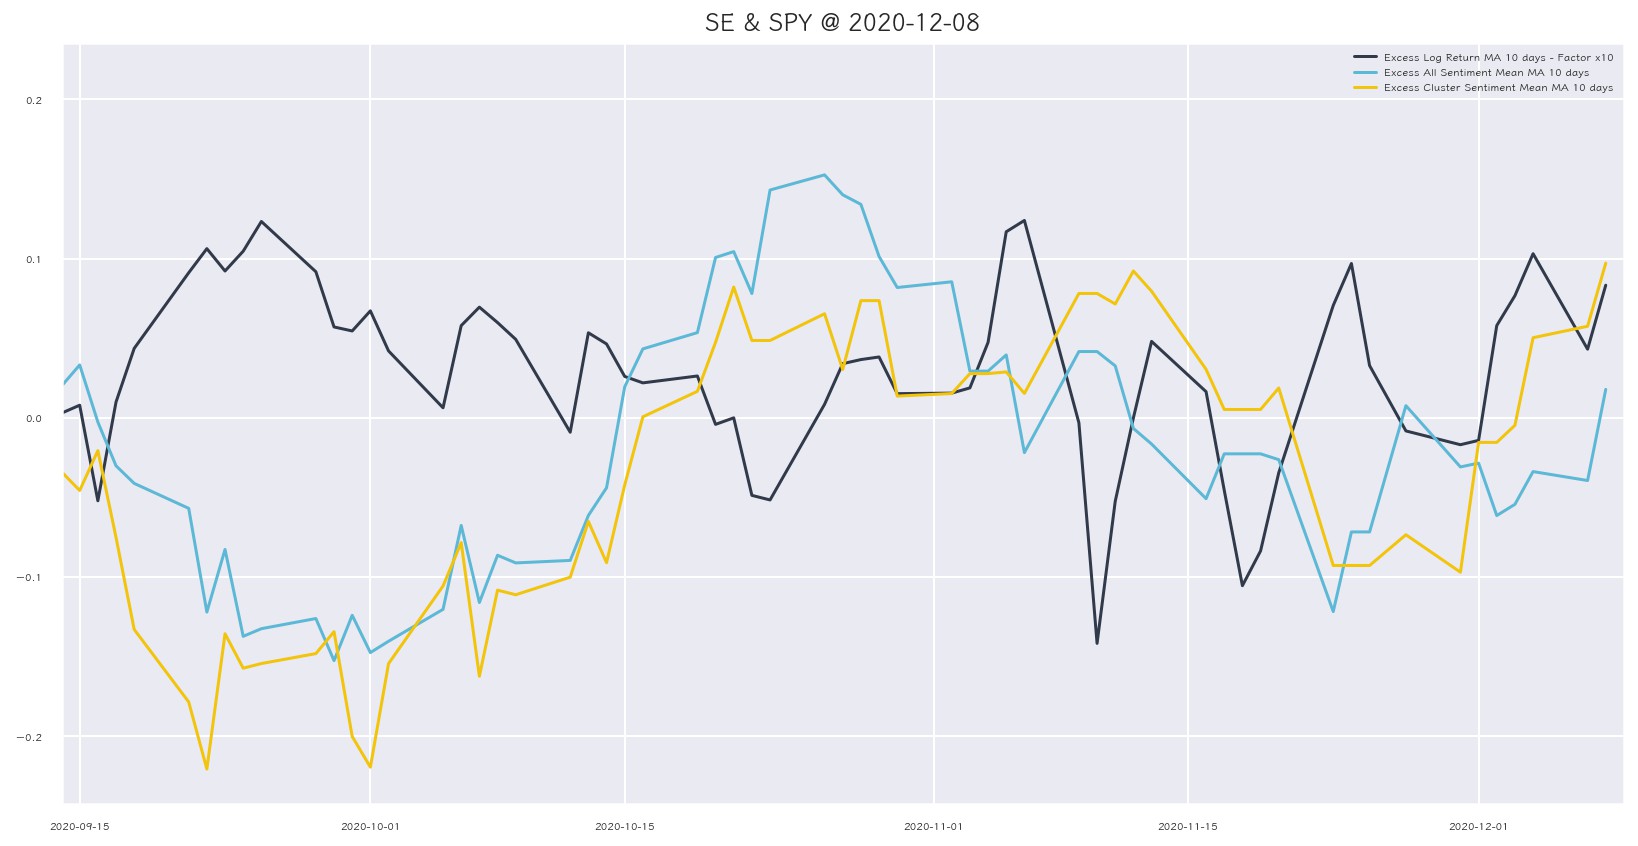 SE & SPY @ 2020-12-08
Excess Log Return MA 10 days - Factor x10
Excess All Sentiment Mean MA 10 days
Excess Cluster Sentiment Mean MA 10 days
0.2
0.1
0.0
−0.1
−0.2
2020-09-15 2020-10-01 2020-10-15 2020-11-01 2020-11-15 2020-12-01